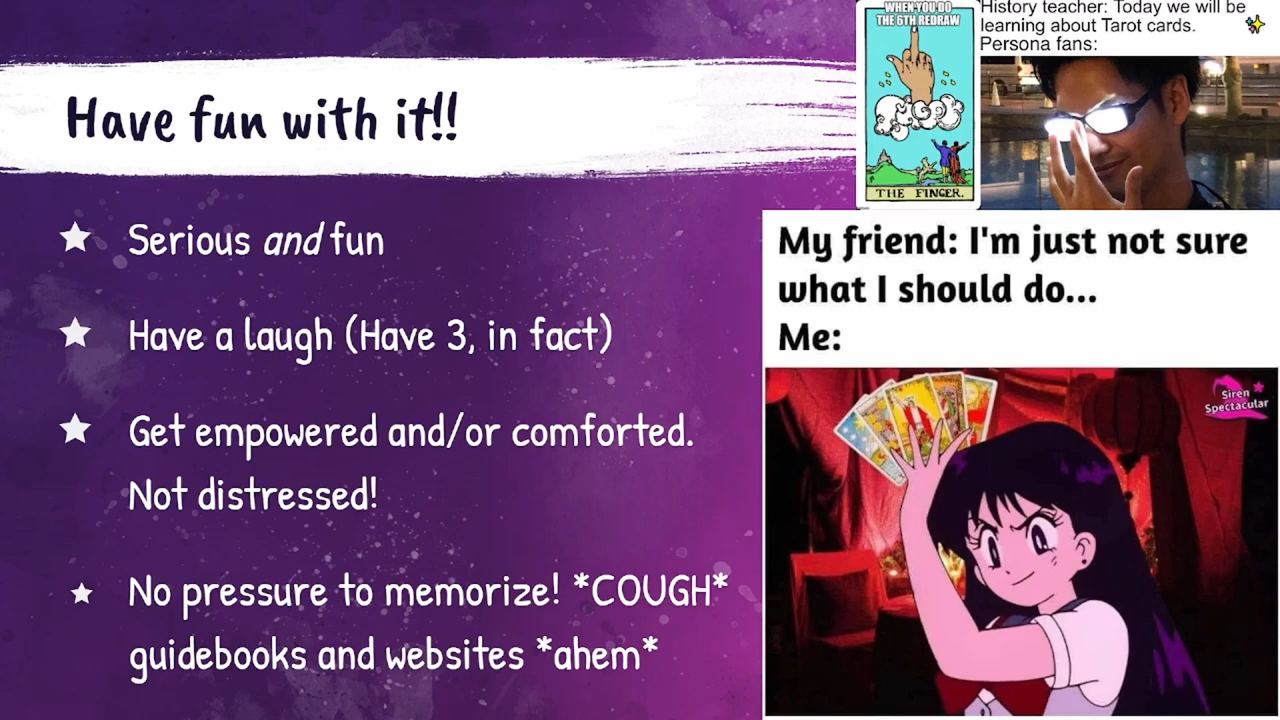 Have fun with it!!
Serious and fun
Have a laugh (Have 3, in fact)
Get empowered and/or comforted.
Not distressed!
No pressure to memorize! *COUGH*
guidebooks and websites *ahem*
WHEN YOU DO
THE 6TH REDRAW
THE FINGER.
History teacher: Today we will be
learning about Tarot cards.
Persona fans:
My friend: I'm just not sure
what I should do...
Me:
Siren
Spectacular